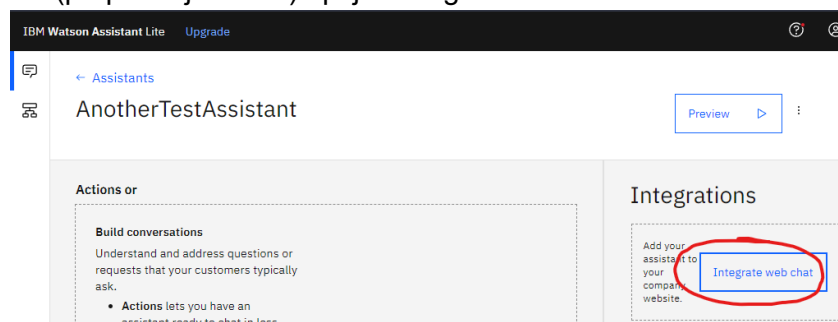 IBM Watson Assistant Lite Upgrade
← Assistants
AnotherTestAssistant
Preview
Actions or
Build conversations
Understand and address questions or
requests that your customers typically
ask.
• Actions lets you have an
Integrations
Add your
assistant to
your
company
website.
Integrate web chat